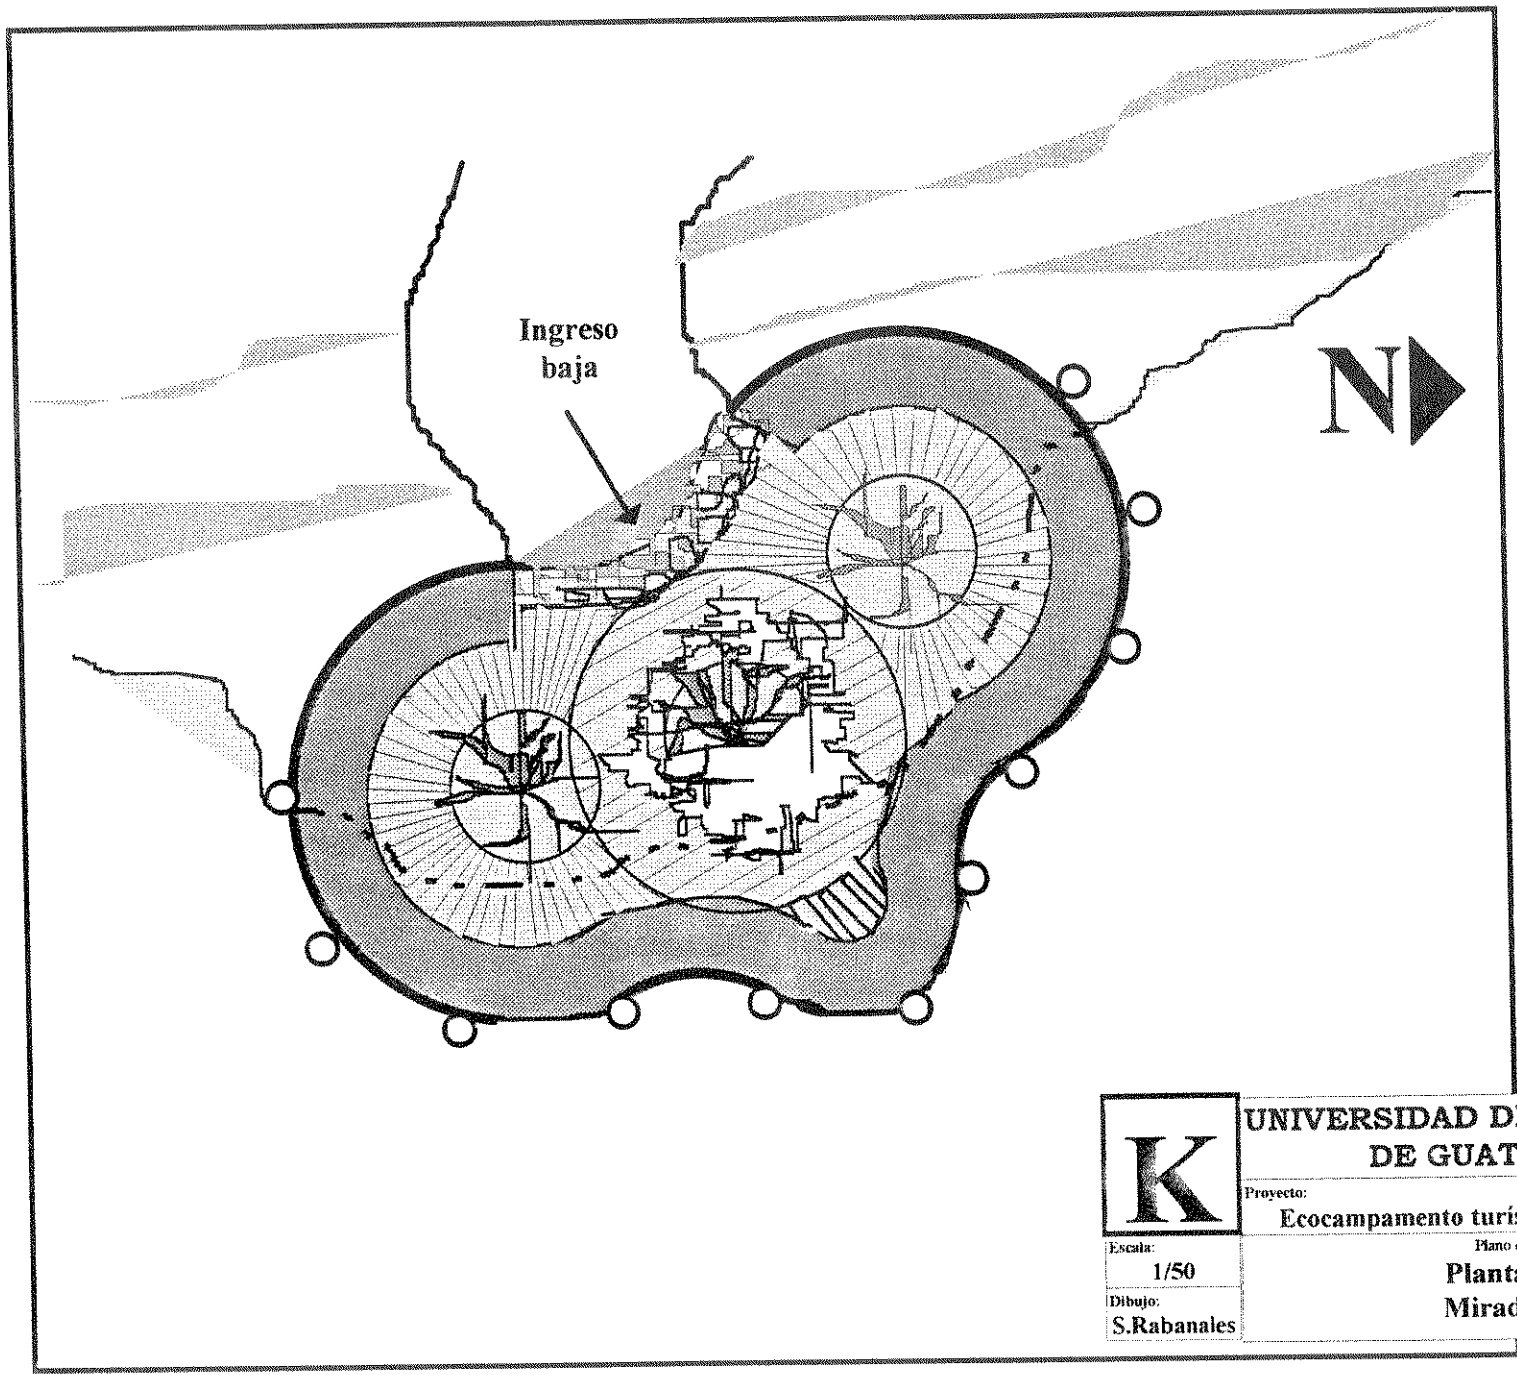 Ingreso
baja
N
K
UNIVERSIDAD D
DE GUAT
Proyecto:
Ecocampamento turís
Escala:
1/50
Plano
Planta
Mirad
Dibujo:
S.Rabanales